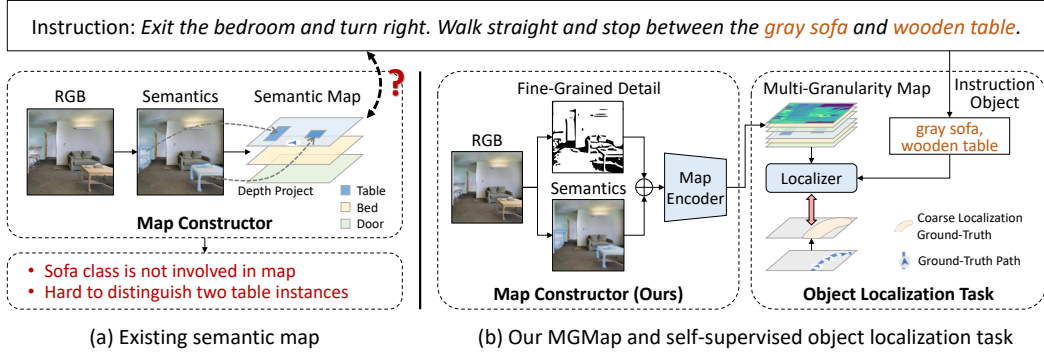 Instruction: Exit the bedroom and turn right. Walk straight and stop between the gray sofa and wooden table.
RGB
Semantics
Semantic Map
?
Depth Project
Table
Bed
Door
Map Constructor
• Sofa class is not involved in map
• Hard to distinguish two table instances
(a) Existing semantic map
Fine-Grained Detail
RGB
Semantics
Map
Encoder
Map Constructor (Ours)
Multi-Granularity Map
Instruction
Object
gray sofa,
wooden table
Localizer
Coarse Localization
Ground-Truth
Ground-Truth Path
Object Localization Task
(b) Our MGMap and self-supervised object localization task